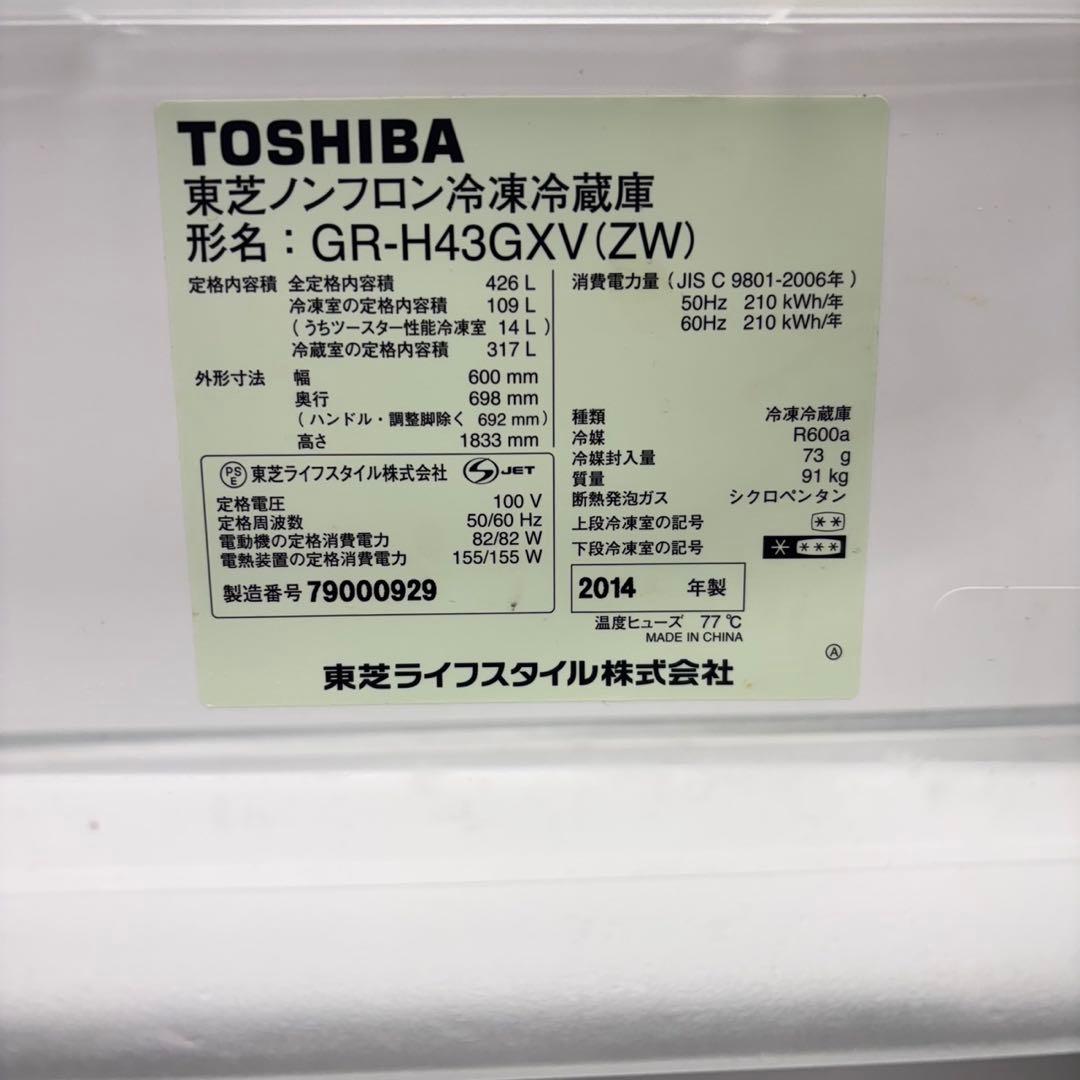 TOSHIBA
東芝ノンフロン冷凍冷蔵庫
形名：GR-H43GXV(ZW)
定格内容積 全定格内容積 426 L
冷凍室の定格内容積 109 L
(うちツースター性能冷凍室 14 L)
冷蔵室の定格内容積 317 L
外形寸法 幅 600 mm
奥行 698 mm
(ハンドル・調整脚除く 692 mm)
高さ 1833 mm
PSE 東芝ライフスタイル株式会社 S JET
定格電圧 100 V
定格周波数 50/60 Hz
電動機の定格消費電力 82/82 W
電熱装置の定格消費電力 155/155 W
製造番号 79000929
消費電力量 (JIS C 9801-2006年)
50Hz 210 kWh/年
60Hz 210 kWh/年
種類 冷凍冷蔵庫
冷媒 R600a
冷媒封入量 73 g
質量 91 kg
断熱発泡ガス シクロペンタン
上段冷凍室の記号 **
下段冷凍室の記号 * ***
2014 年製
温度ヒューズ 77℃
MADE IN CHINA
Ⓐ
東芝ライフスタイル株式会社